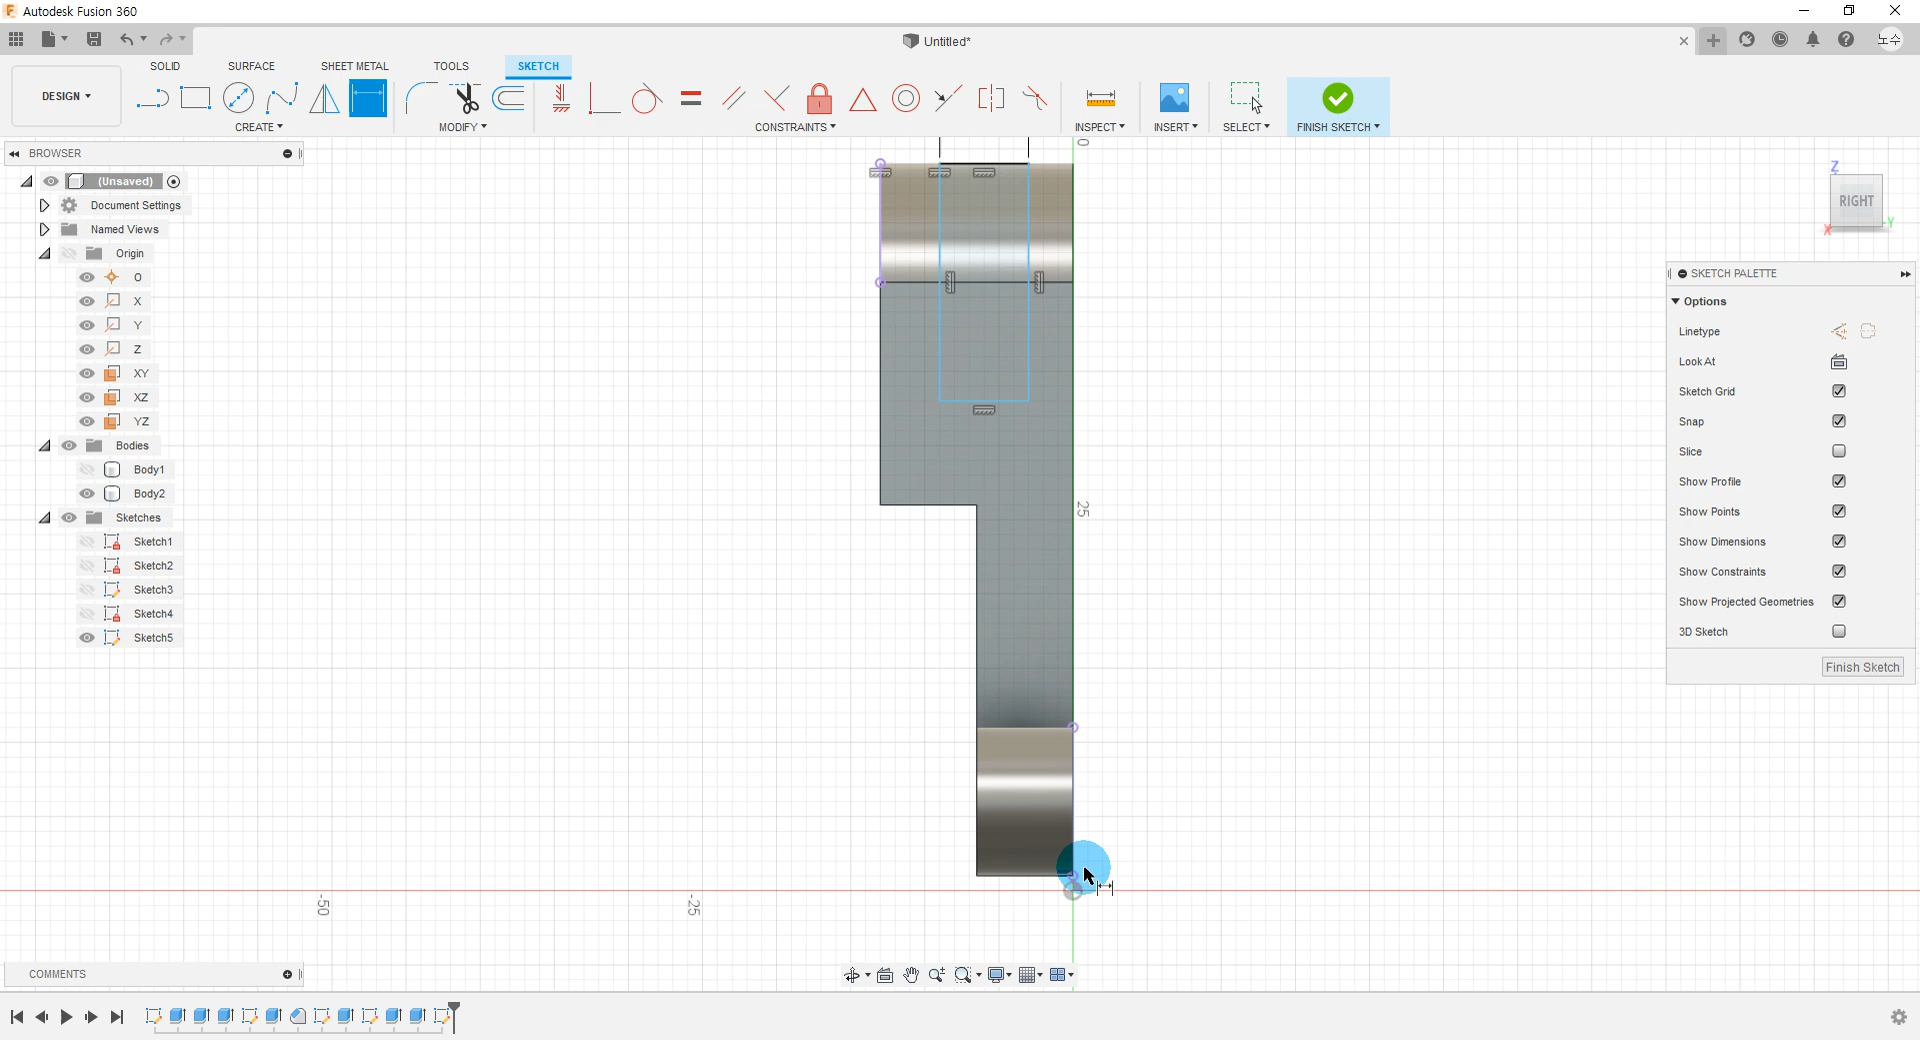 Autodesk Fusion 360
Untitled*
노수
SOLID
SURFACE
SHEET METAL
TOOLS
SKETCH
DESIGN
CREATE
MODIFY
CONSTRAINTS
INSPECT
INSERT
SELECT
FINISH SKETCH
BROWSER
(Unsaved)
Document Settings
Named Views
Origin
O
X
Y
Z
XY
XZ
YZ
Bodies
Body1
Body2
Sketches
Sketch1
Sketch2
Sketch3
Sketch4
Sketch5
0
25
-50
-25
Z
RIGHT
X
Y
SKETCH PALETTE
Options
Linetype
Look At
Sketch Grid
Snap
Slice
Show Profile
Show Points
Show Dimensions
Show Constraints
Show Projected Geometries
3D Sketch
Finish Sketch
COMMENTS